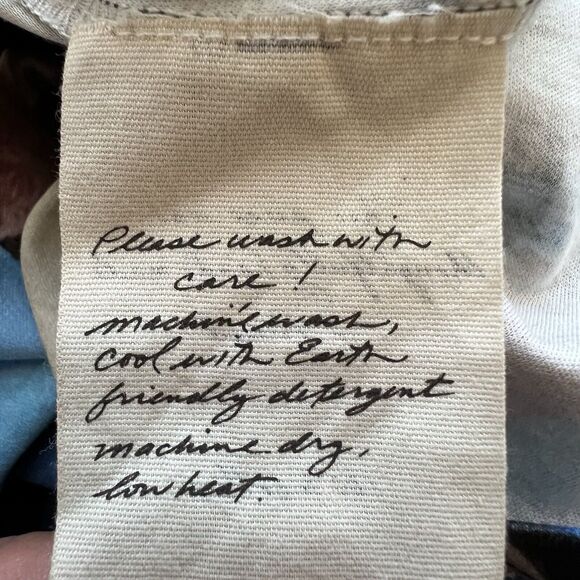 Please wash with
care!
machine wash,
cool with Earth
friendly detergent
machine dry,
low heat.